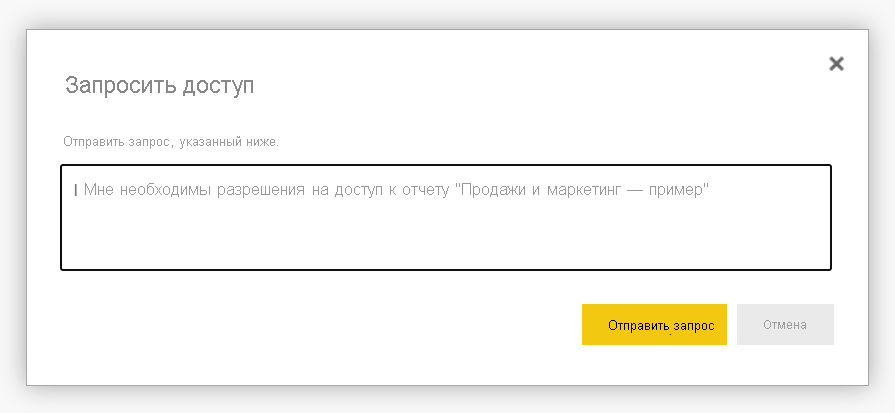 Запросить доступ
Отправить запрос, указанный ниже.
Мне необходимы разрешения на доступ к отчету "Продажи и маркетинг — пример"
Отправить запрос
Отмена